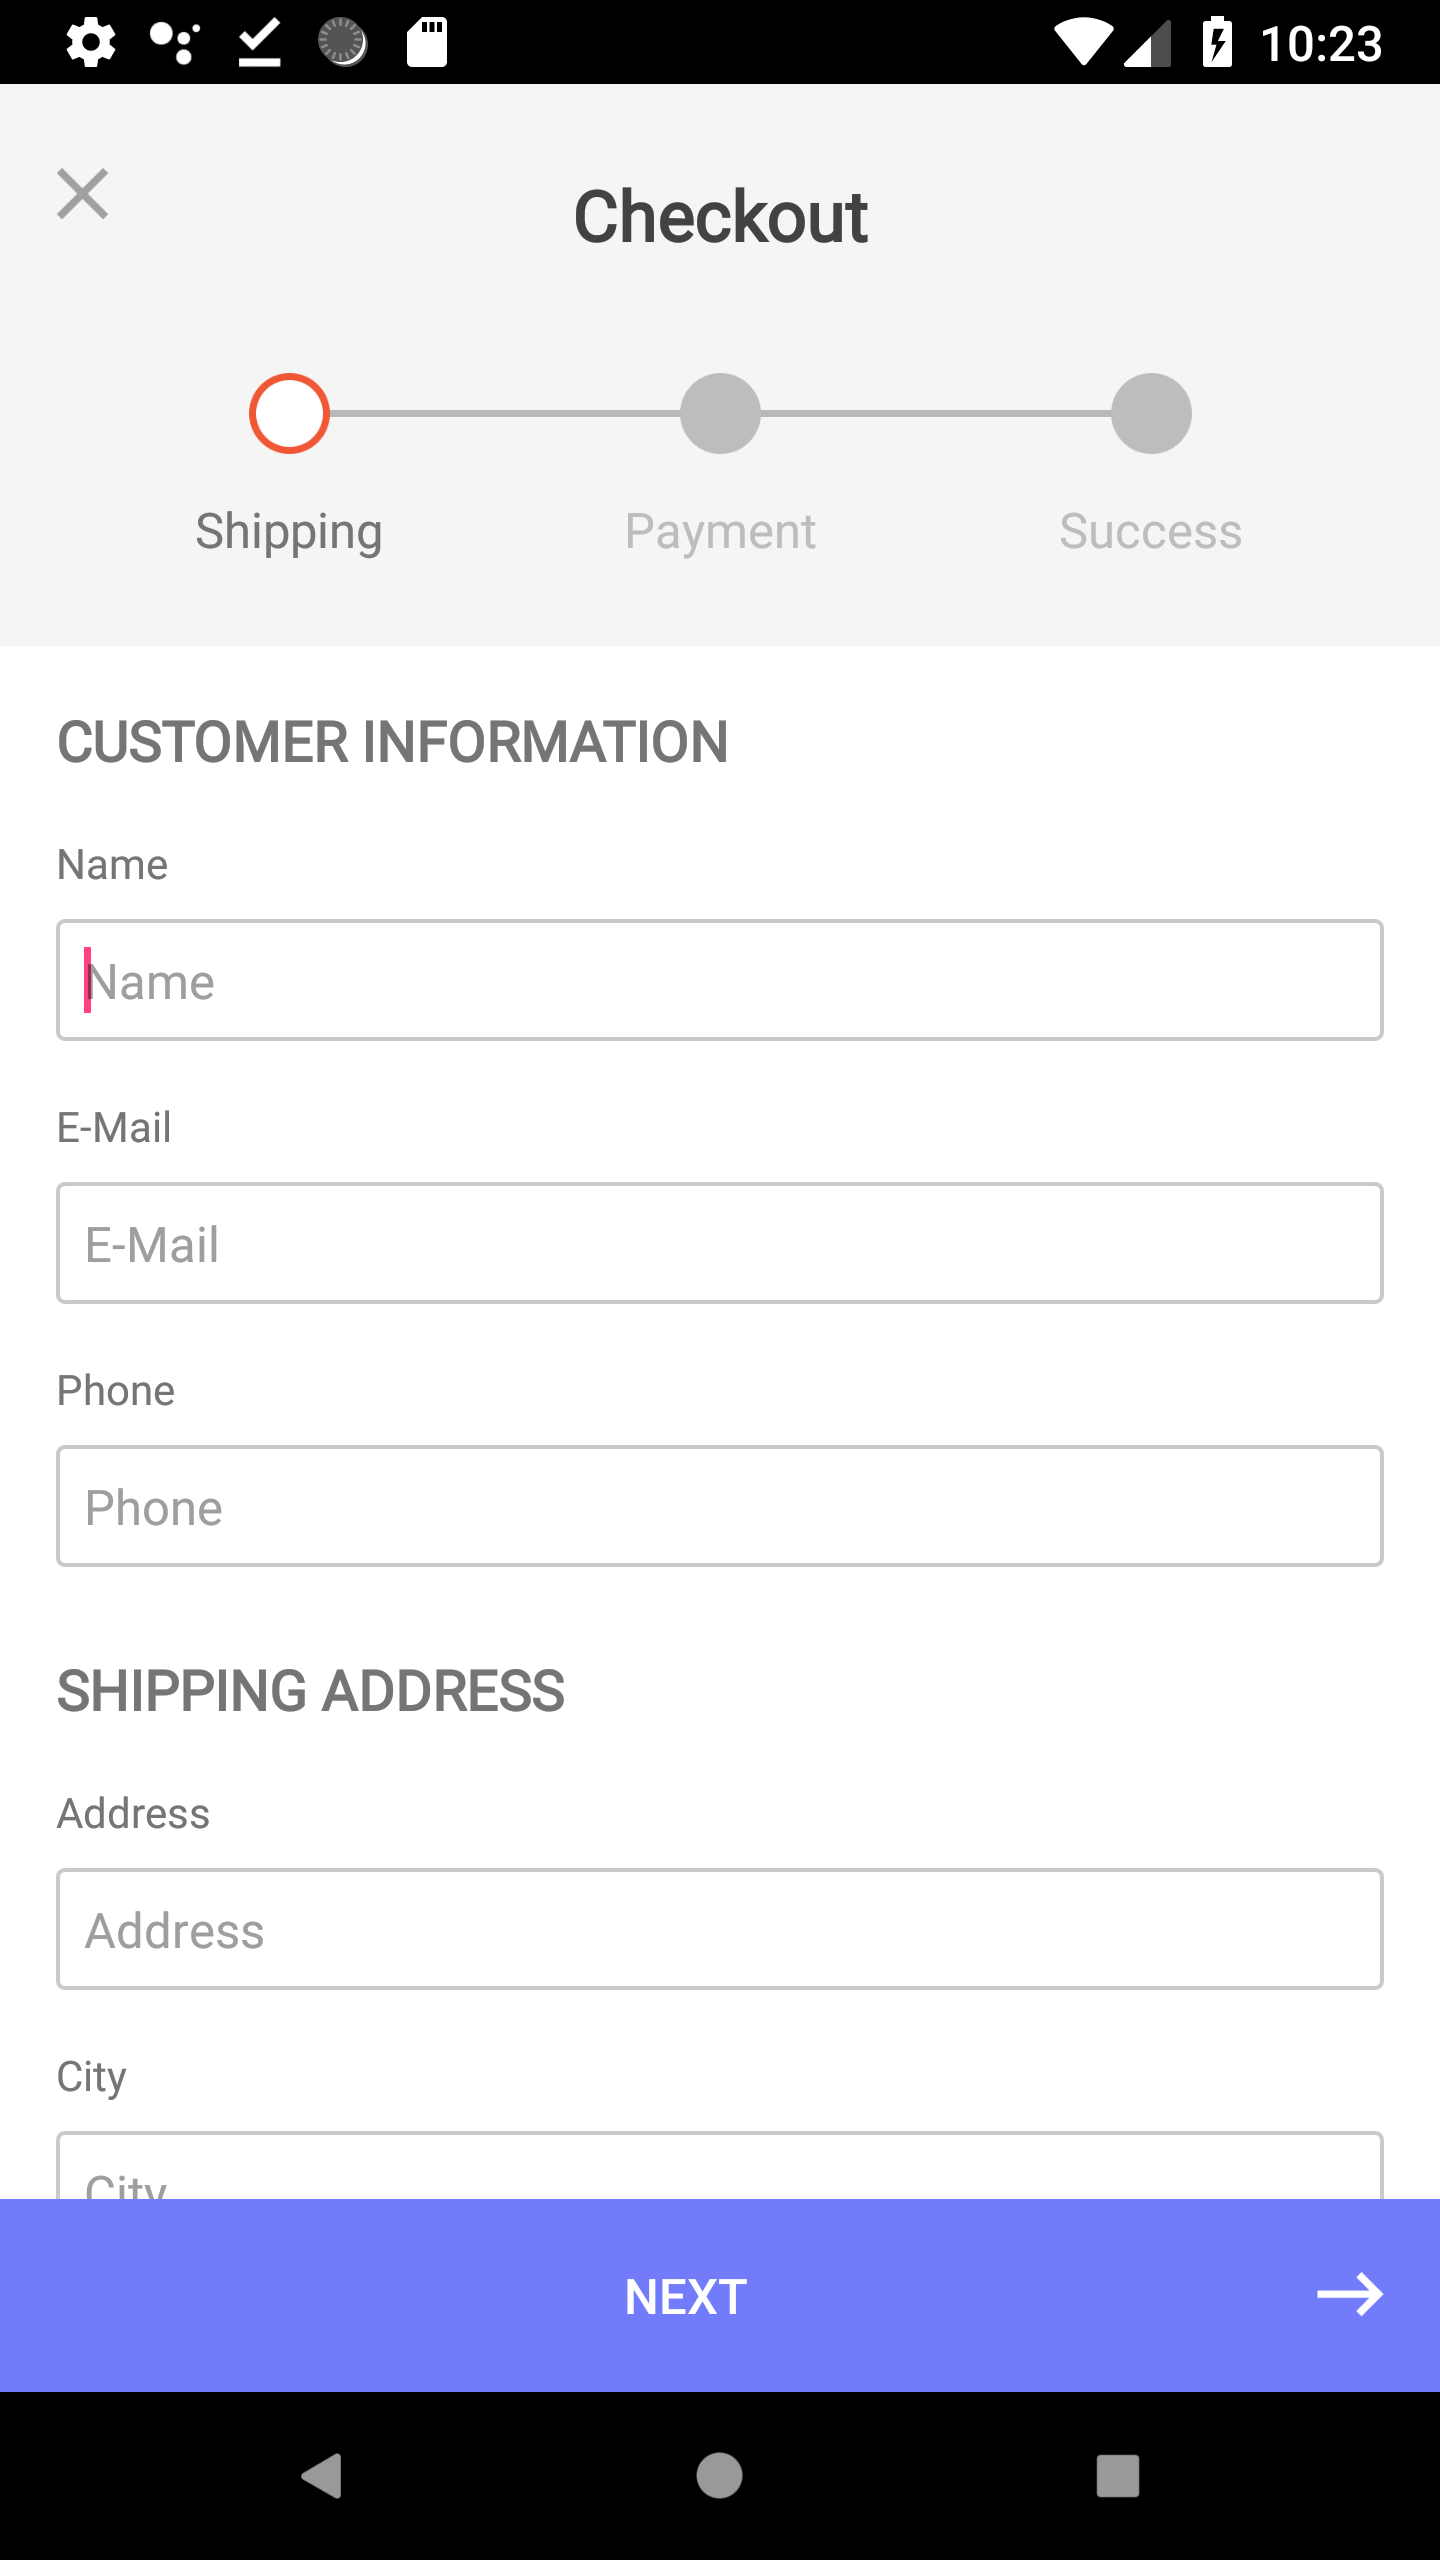 10:23
Checkout
Shipping Payment Success
CUSTOMER INFORMATION
Name
Name
E-Mail
E-Mail
Phone
Phone
SHIPPING ADDRESS
Address
Address
City
City
NEXT